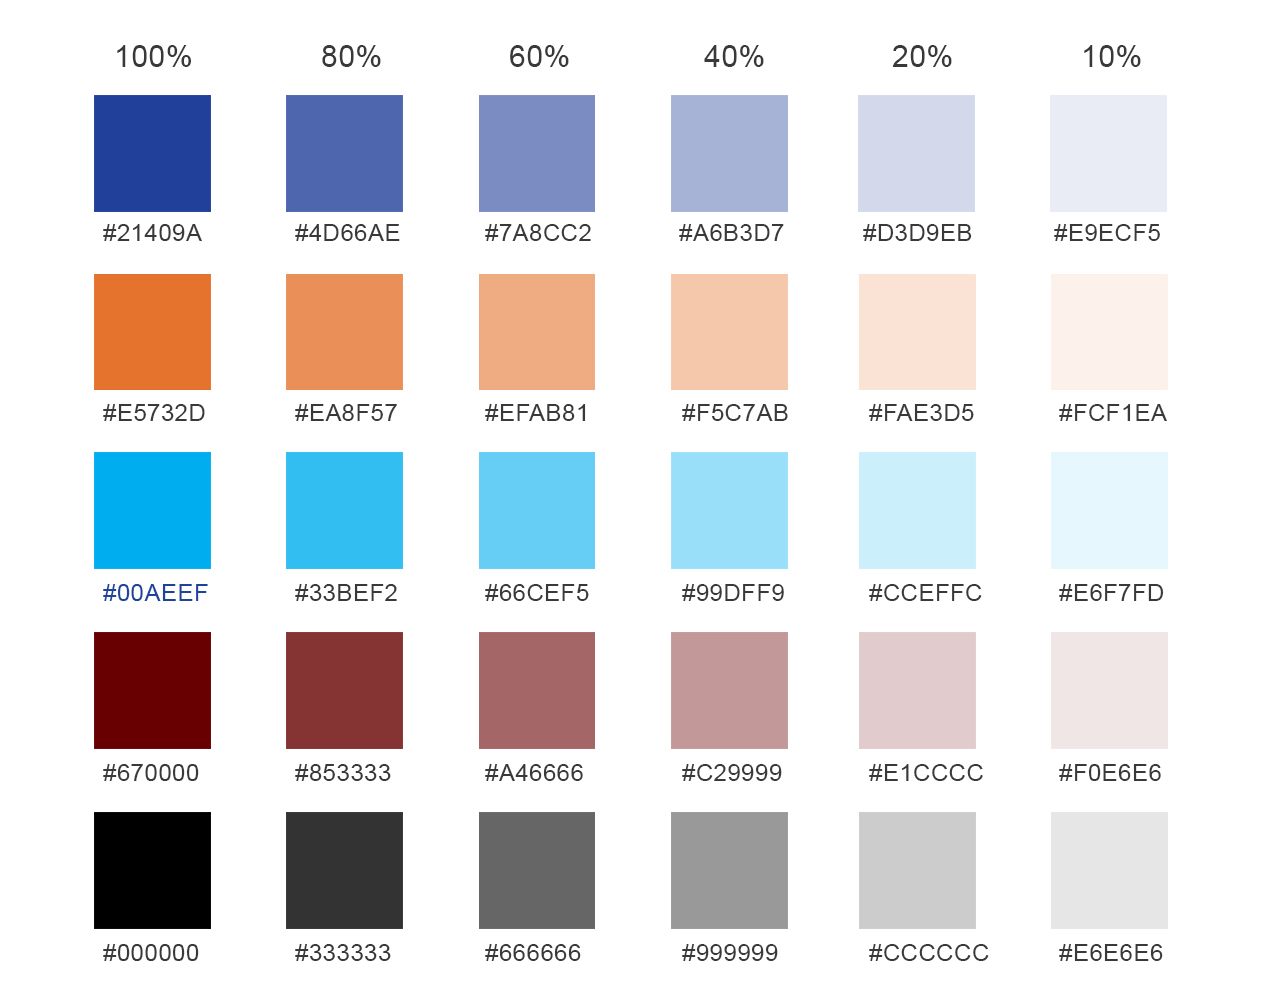 100% 80% 60% 40% 20% 10%
#21409A #4D66AE #7A8CC2 #A6B3D7 #D3D9EB #E9ECF5
#E5732D #EA8F57 #EFAB81 #F5C7AB #FAE3D5 #FCF1EA
#00AEEF #33BEF2 #66CEF5 #99DFF9 #CCEFFC #E6F7FD
#670000 #853333 #A46666 #C29999 #E1CCCC #F0E6E6
#000000 #333333 #666666 #999999 #CCCCCC #E6E6E6